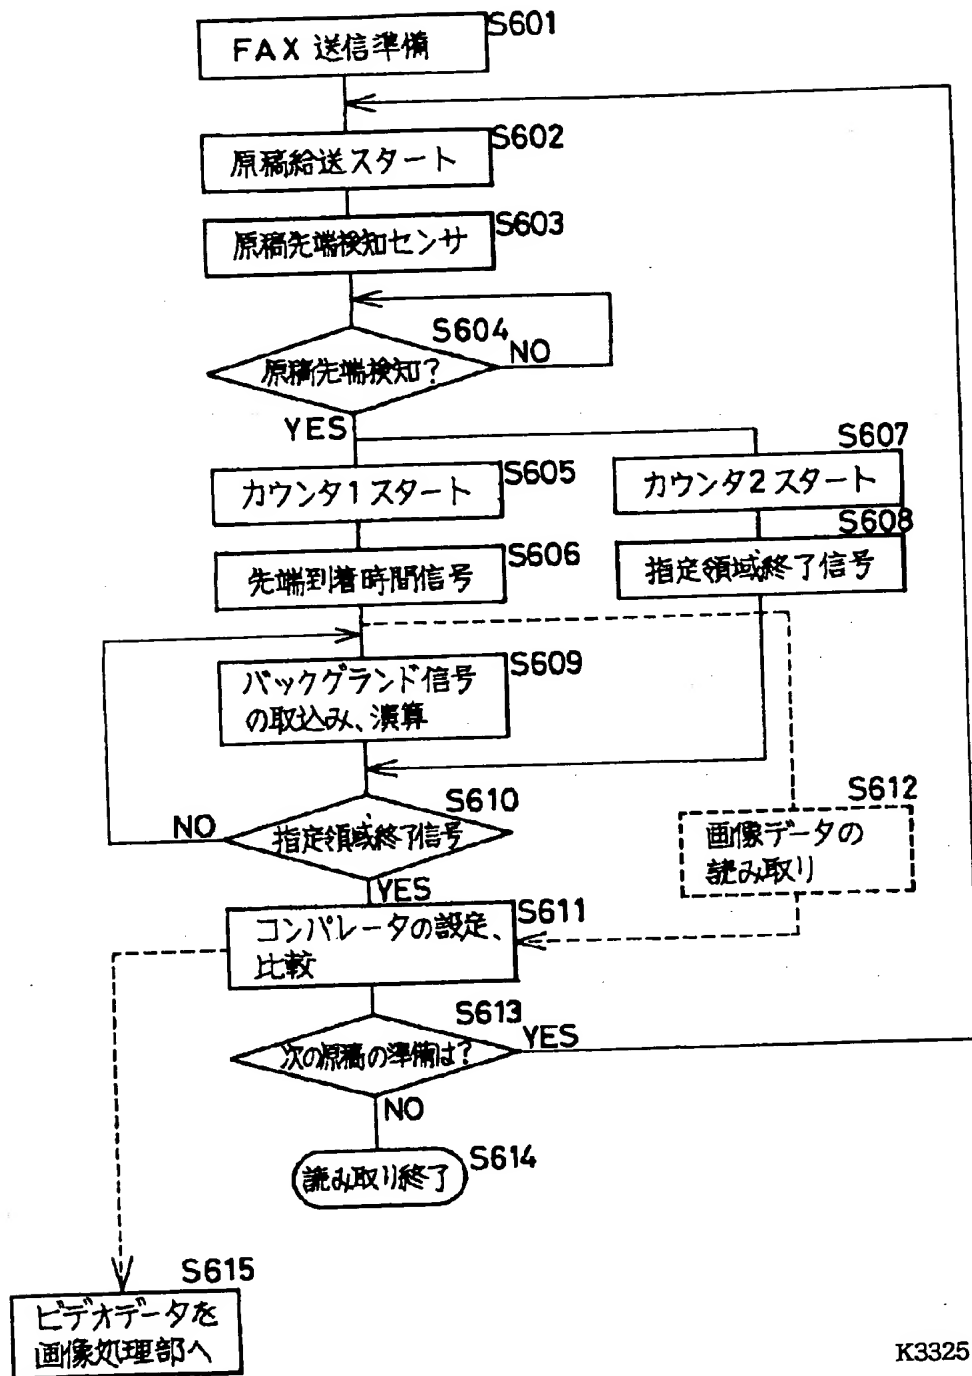 S601
FAX 送信準備
S602
原稿給送スタート
S603
原稿先端検知センサ
S604
原稿先端検知?
NO
YES
S605
カウンタ1スタート
S607
カウンタ2スタート
S606
先端到着時間信号
S608
指定領域終了信号
S609
バックグランド信号
の取込み、演算
S610
指定領域終了信号
NO
YES
S612
画像データの
読み取り
S611
コンパレータの設定、
比較
S613
次の原稿の準備は?
YES
NO
S614
読み取り終了
S615
ビデオデータを
画像処理部へ
K3325